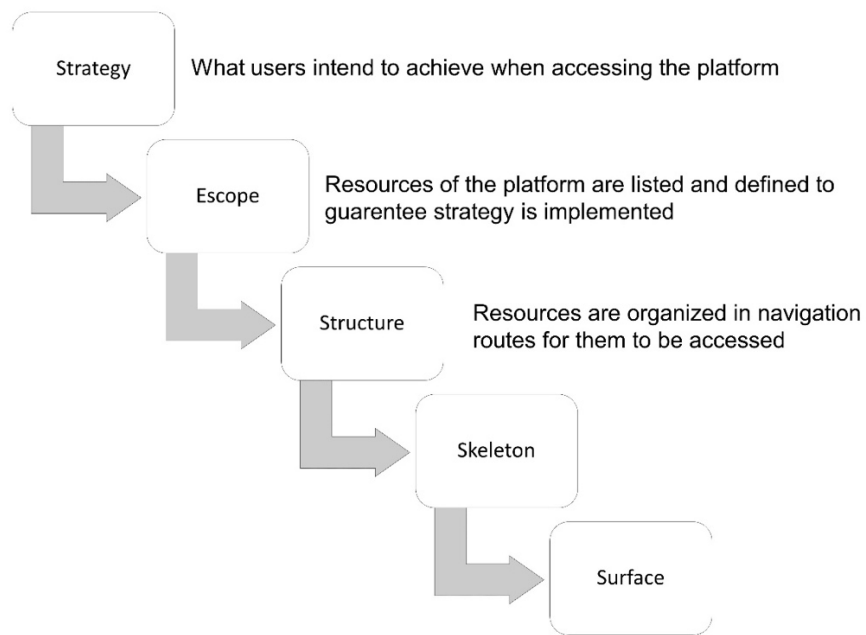 Strategy
What users intend to achieve when accessing the platform
Escope
Resources of the platform are listed and defined to
guarentee strategy is implemented
Structure
Resources are organized in navigation
routes for them to be accessed
Skeleton
Surface